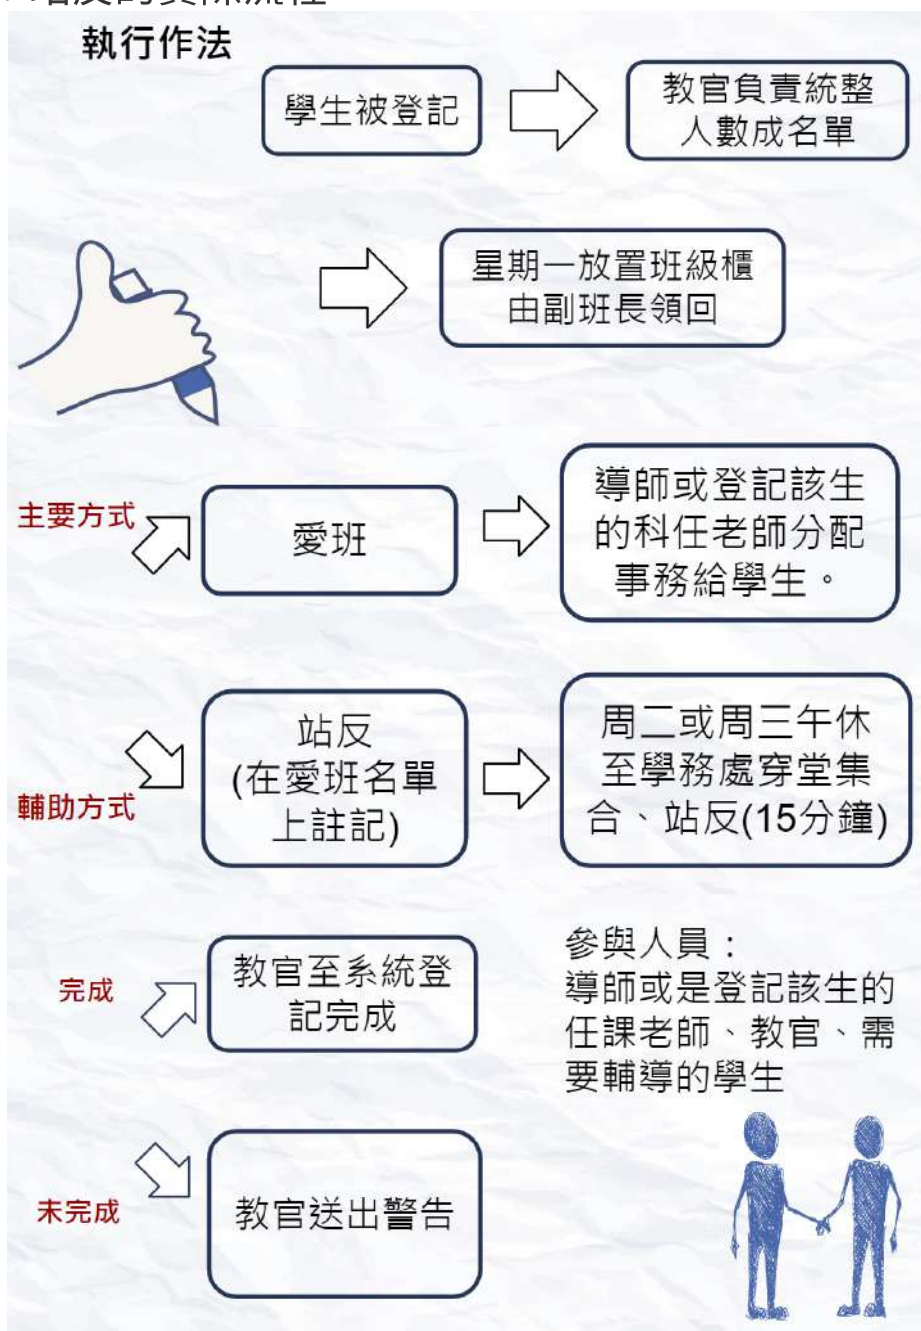 執行作法
學生被登記
教官負責統整
人數成名單
星期一放置班級櫃
由副班長領回
主要方式
愛班
導師或登記該生
的科任老師分配
事務給學生。
輔助方式
站反
(在愛班名單
上註記)
周二或周三午休
至學務處穿堂集
合、站反(15分鐘)
完成
教官至系統登
記完成
參與人員：
導師或是登記該生的
任課老師、教官、需
要輔導的學生
未完成
教官送出警告